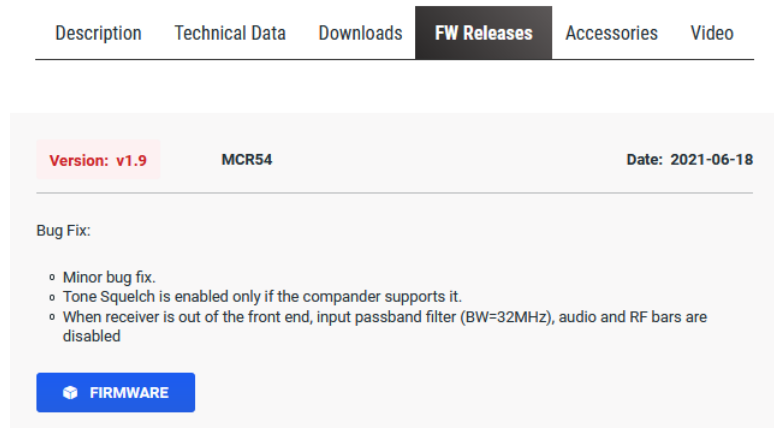 Description Technical Data Downloads FW Releases Accessories Video
Version: v1.9 MCR54 Date: 2021-06-18
Bug Fix:
Minor bug fix.
Tone Squelch is enabled only if the compander supports it.
When receiver is out of the front end, input passband filter (BW=32MHz), audio and RF bars are
disabled
FIRMWARE